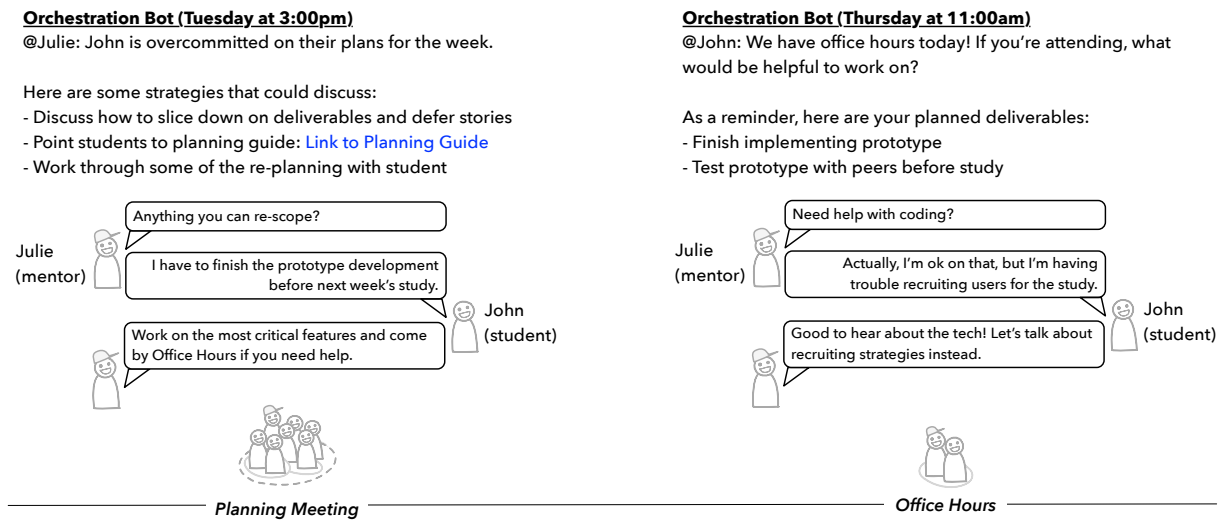 Orchestration Bot (Tuesday at 3:00pm)
@Julie: John is overcommitted on their plans for the week.
Here are some strategies that could discuss:
- Discuss how to slice down on deliverables and defer stories
- Point students to planning guide: Link to Planning Guide
- Work through some of the re-planning with student
Anything you can re-scope?
Julie
(mentor)
I have to finish the prototype development
before next week's study.
John
(student)
Work on the most critical features and come
by Office Hours if you need help.
Planning Meeting
Orchestration Bot (Thursday at 11:00am)
@John: We have office hours today! If you're attending, what
would be helpful to work on?
As a reminder, here are your planned deliverables:
- Finish implementing prototype
- Test prototype with peers before study
Need help with coding?
Julie
(mentor)
Actually, I'm ok on that, but I'm having
trouble recruiting users for the study.
John
(student)
Good to hear about the tech! Let's talk about
recruiting strategies instead.
Office Hours